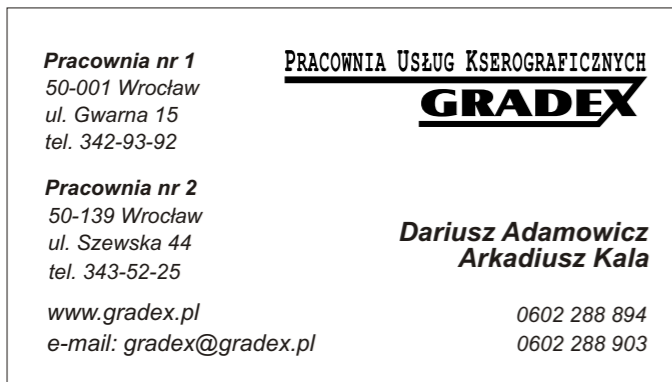 Pracownia nr 1
50-001 Wrocław
ul. Gwarna 15
tel. 342-93-92
Pracownia nr 2
50-139 Wrocław
ul. Szewska 44
tel. 343-52-25
www.gradex.pl
e-mail: gradex@gradex.pl
PRACOWNIA USŁUG KSEROGRAFICZNYCH
GRADEX
Dariusz Adamowicz
Arkadiusz Kala
0602 288 894
0602 288 903